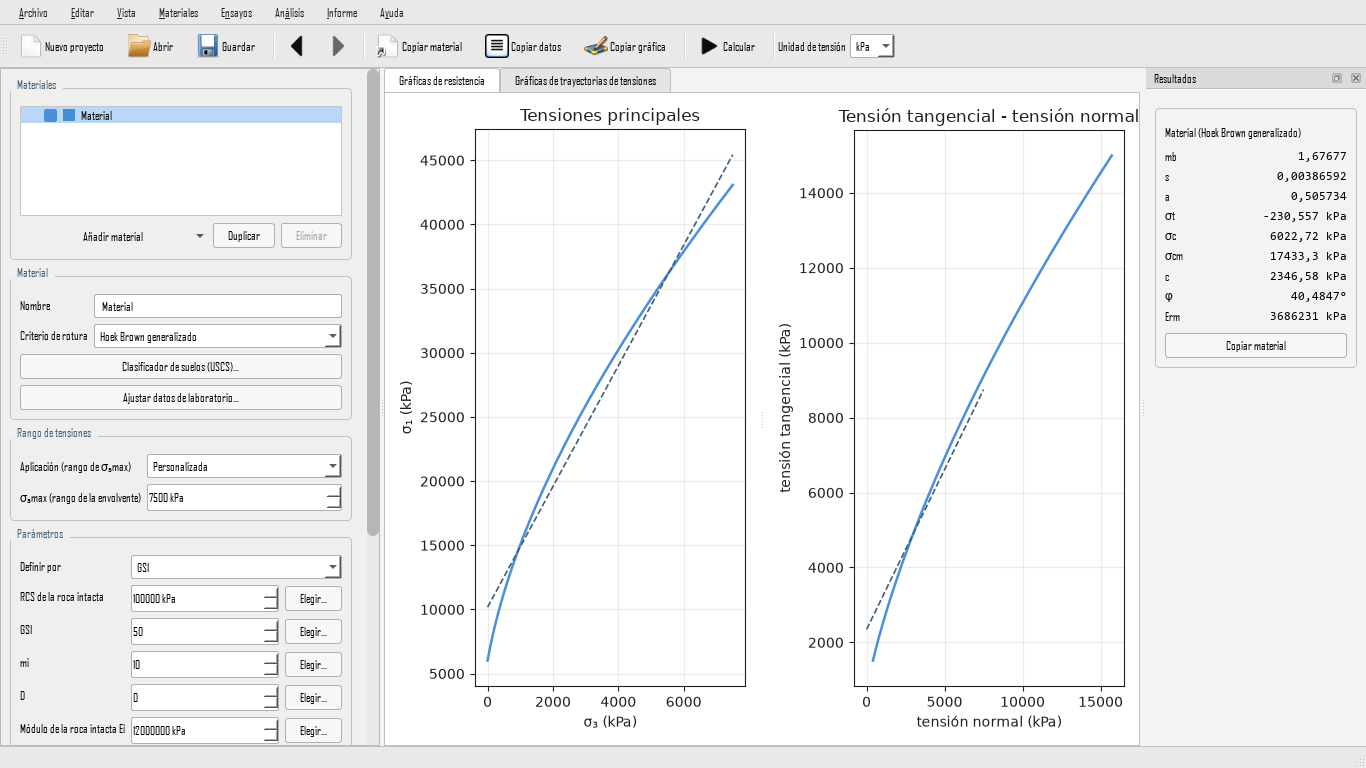 Archivo Editar Vista Materiales Ensayos Análisis Informe Ayuda
Nuevo proyecto Abrir Guardar Copiar material Copiar datos Copiar gráfica Calcular Unidad de tensión kPa
Materiales
Material
Añadir material Duplicar Eliminar
Material
Nombre Material
Criterio de rotura Hoek Brown generalizado
Clasificador de suelos (USCS)...
Ajustar datos de laboratorio...
Rango de tensiones
Aplicación (rango de σ₃max) Personalizada
σ₃max (rango de la envolvente) 7500 kPa
Parámetros
Definir por GSI
RCS de la roca intacta 100000 kPa Elegir...
GSI 50 Elegir...
mi 10 Elegir...
D 0 Elegir...
Módulo de la roca intacta Ei 12000000 kPa Elegir...
Gráficas de resistencia Gráficas de trayectorias de tensiones
Tensiones principales
45000
40000
35000
30000
25000
20000
15000
10000
5000
σ₁ (kPa)
0 2000 4000 6000
σ₃ (kPa)
Tensión tangencial - tensión normal
14000
12000
10000
8000
6000
4000
2000
tensión tangencial (kPa)
0 5000 10000 15000
tensión normal (kPa)
Resultados
Material (Hoek Brown generalizado)
mb 1,67677
s 0,00386592
a 0,505734
σt -230,557 kPa
σc 6022,72 kPa
σcm 17433,3 kPa
c 2346,58 kPa
φ 40,4847°
Erm 3686231 kPa
Copiar material